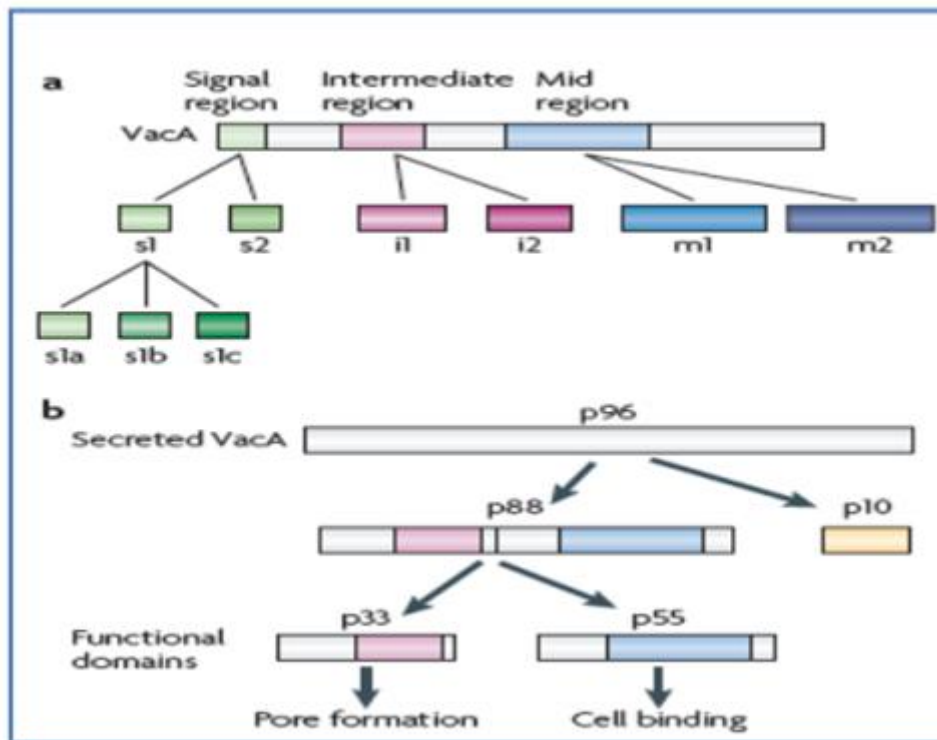 a
Signal region
Intermediate region
Mid region
VacA
s1
s2
i1
i2
m1
m2
s1a
s1b
s1c
b
p96
Secreted VacA
p88
p10
p33
p55
Functional domains
Pore formation
Cell binding